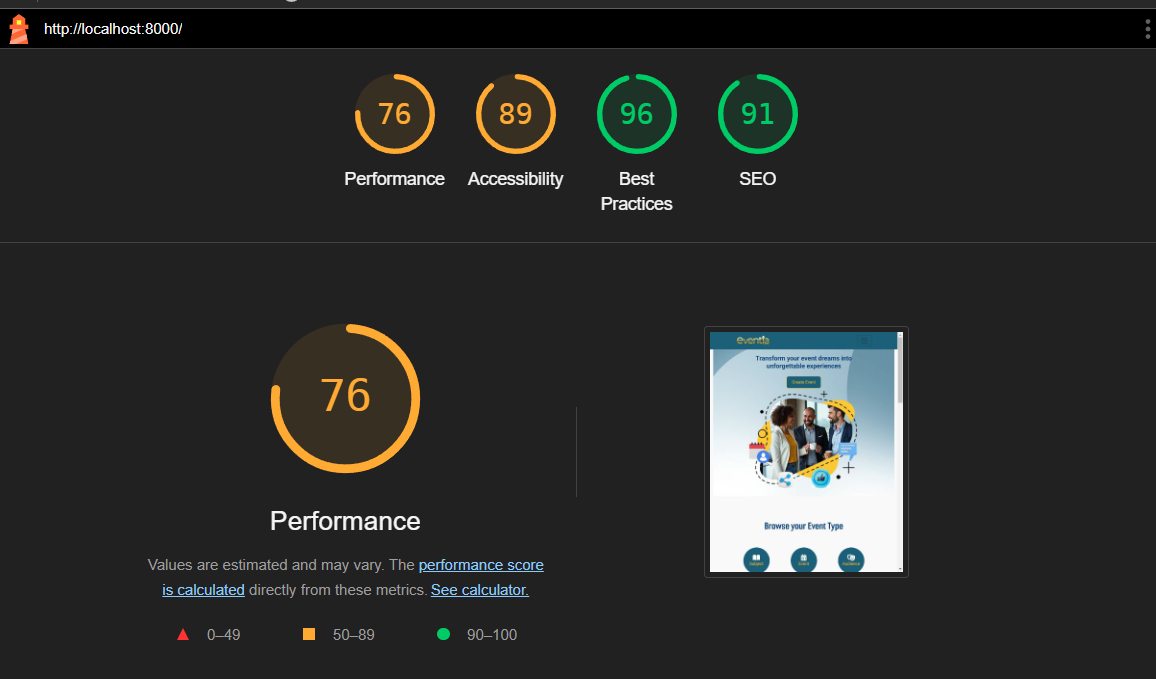 http://localhost:8000/
76
89
96
91
Performance
Accessibility
Best
Practices
SEO
76
Performance
Values are estimated and may vary. The performance score
is calculated directly from these metrics. See calculator.
0–49
50–89
90–100
eventia
Transform your event dreams into
unforgettable experiences
Create Event
Browse your Event Type